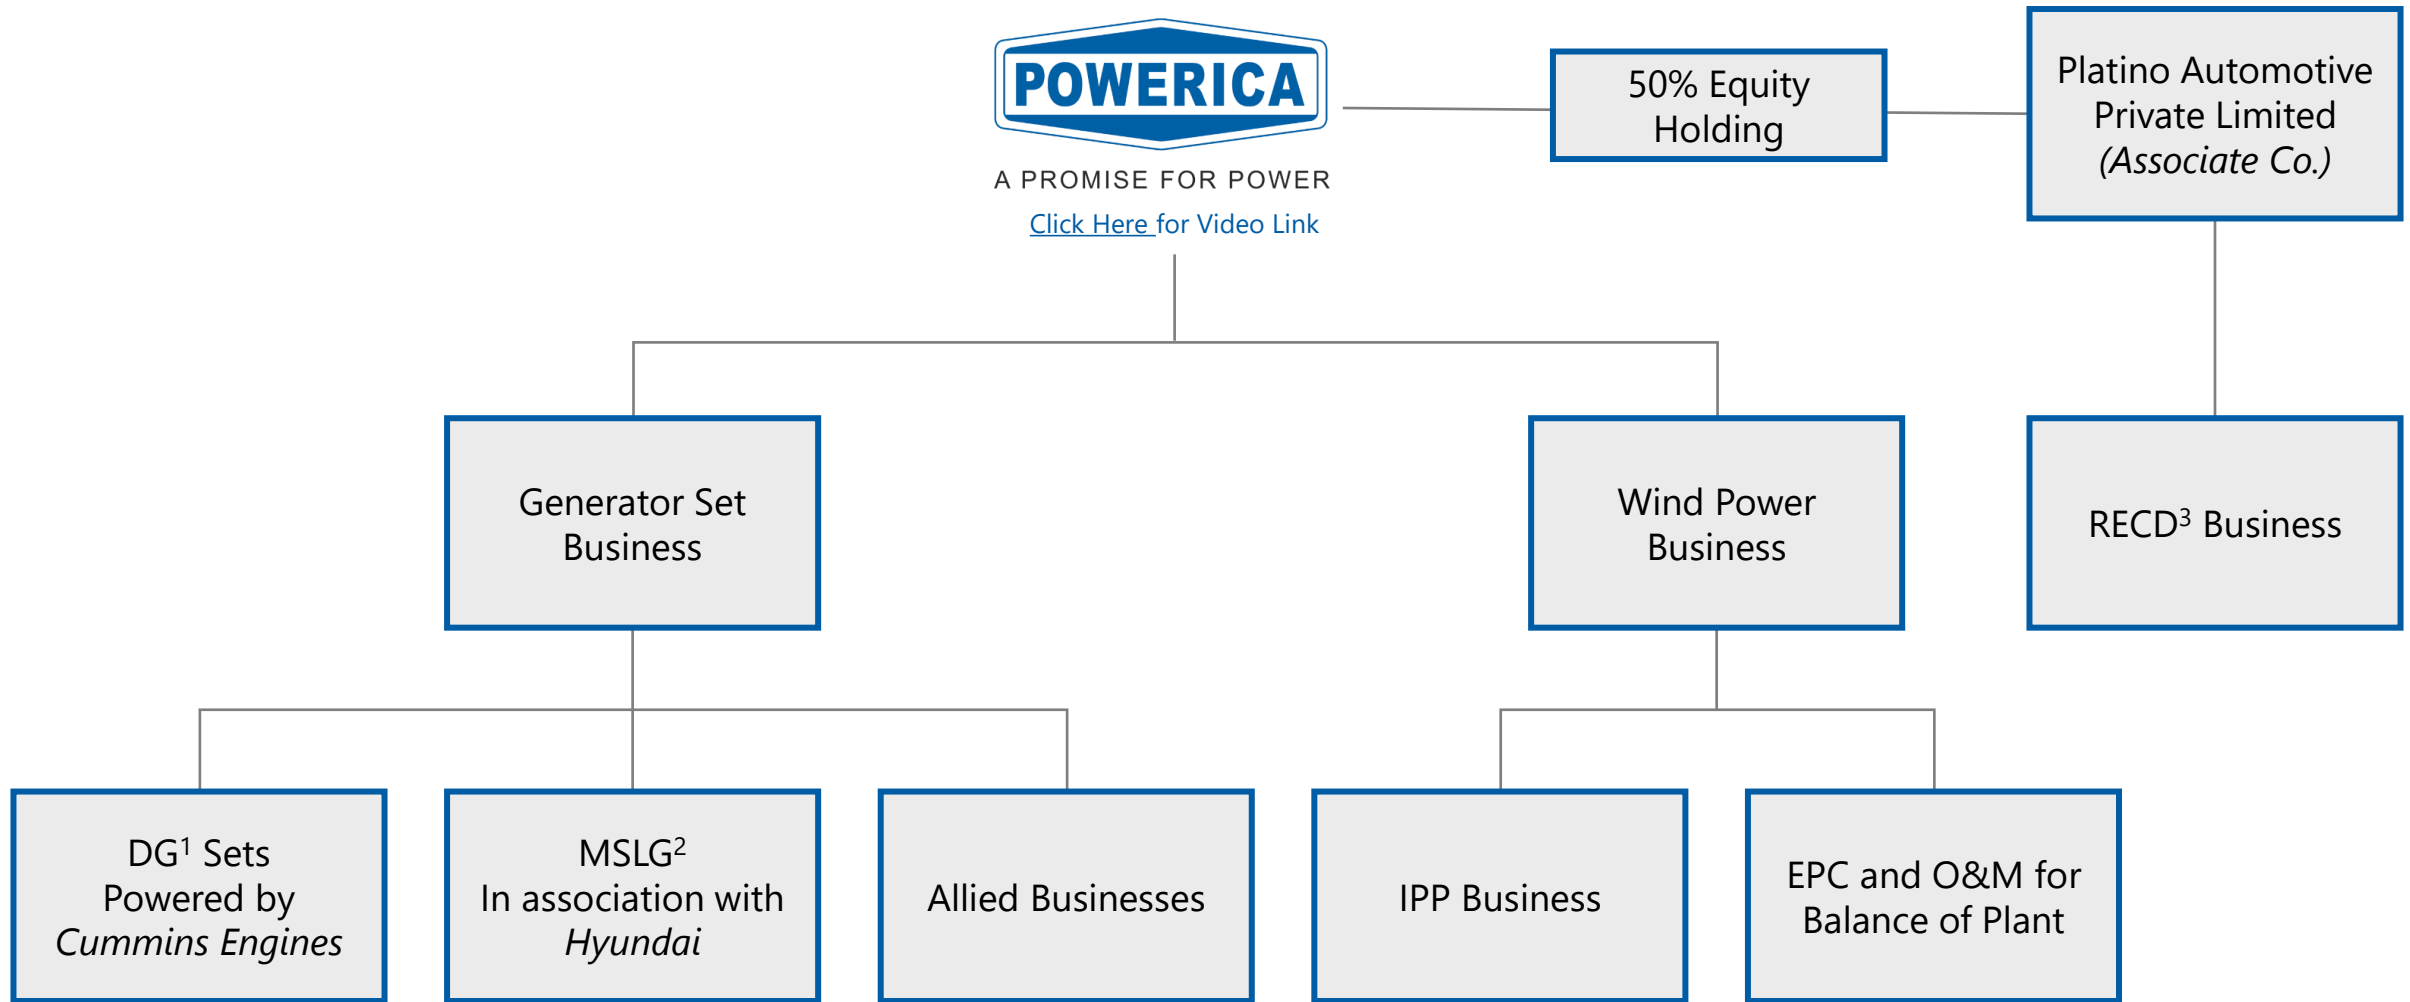 POWERICA
A PROMISE FOR POWER
Click Here for Video Link
50% Equity
Holding
Platino Automotive
Private Limited
(Associate Co.)
Generator Set
Business
Wind Power
Business
RECD³ Business
DG¹ Sets
Powered by
Cummins Engines
MSLG²
In association with
Hyundai
Allied Businesses
IPP Business
EPC and O&M for
Balance of Plant